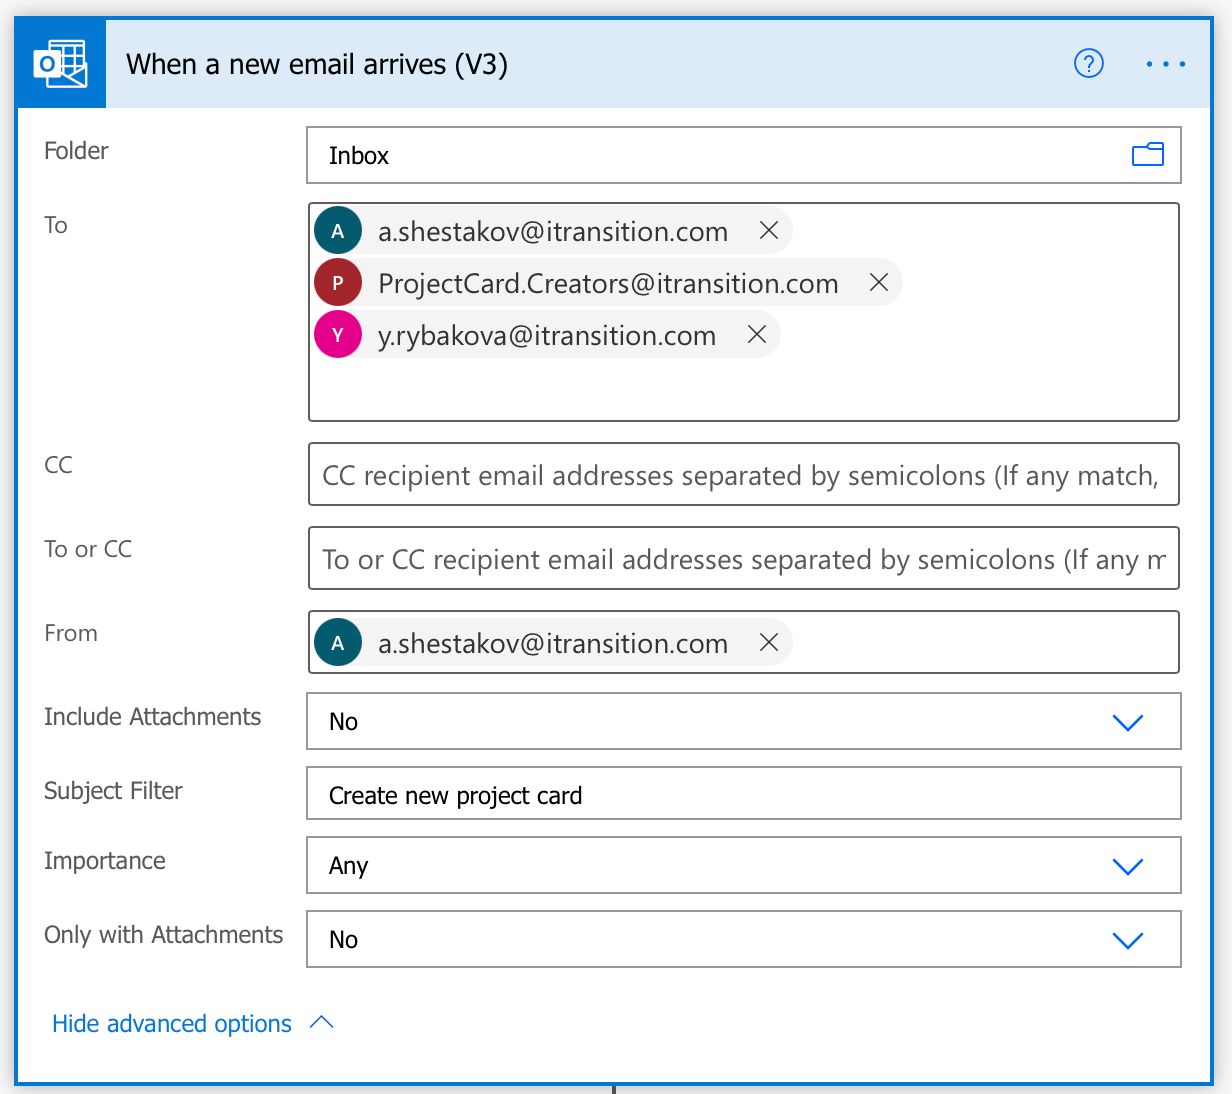 When a new email arrives (V3)
?
Folder
Inbox
To
A a.shestakov@itransition.com
P ProjectCard.Creators@itransition.com
Y y.rybakova@itransition.com
CC
CC recipient email addresses separated by semicolons (If any match,
To or CC
To or CC recipient email addresses separated by semicolons (If any m
From
A a.shestakov@itransition.com
Include Attachments
No
Subject Filter
Create new project card
Importance
Any
Only with Attachments
No
Hide advanced options